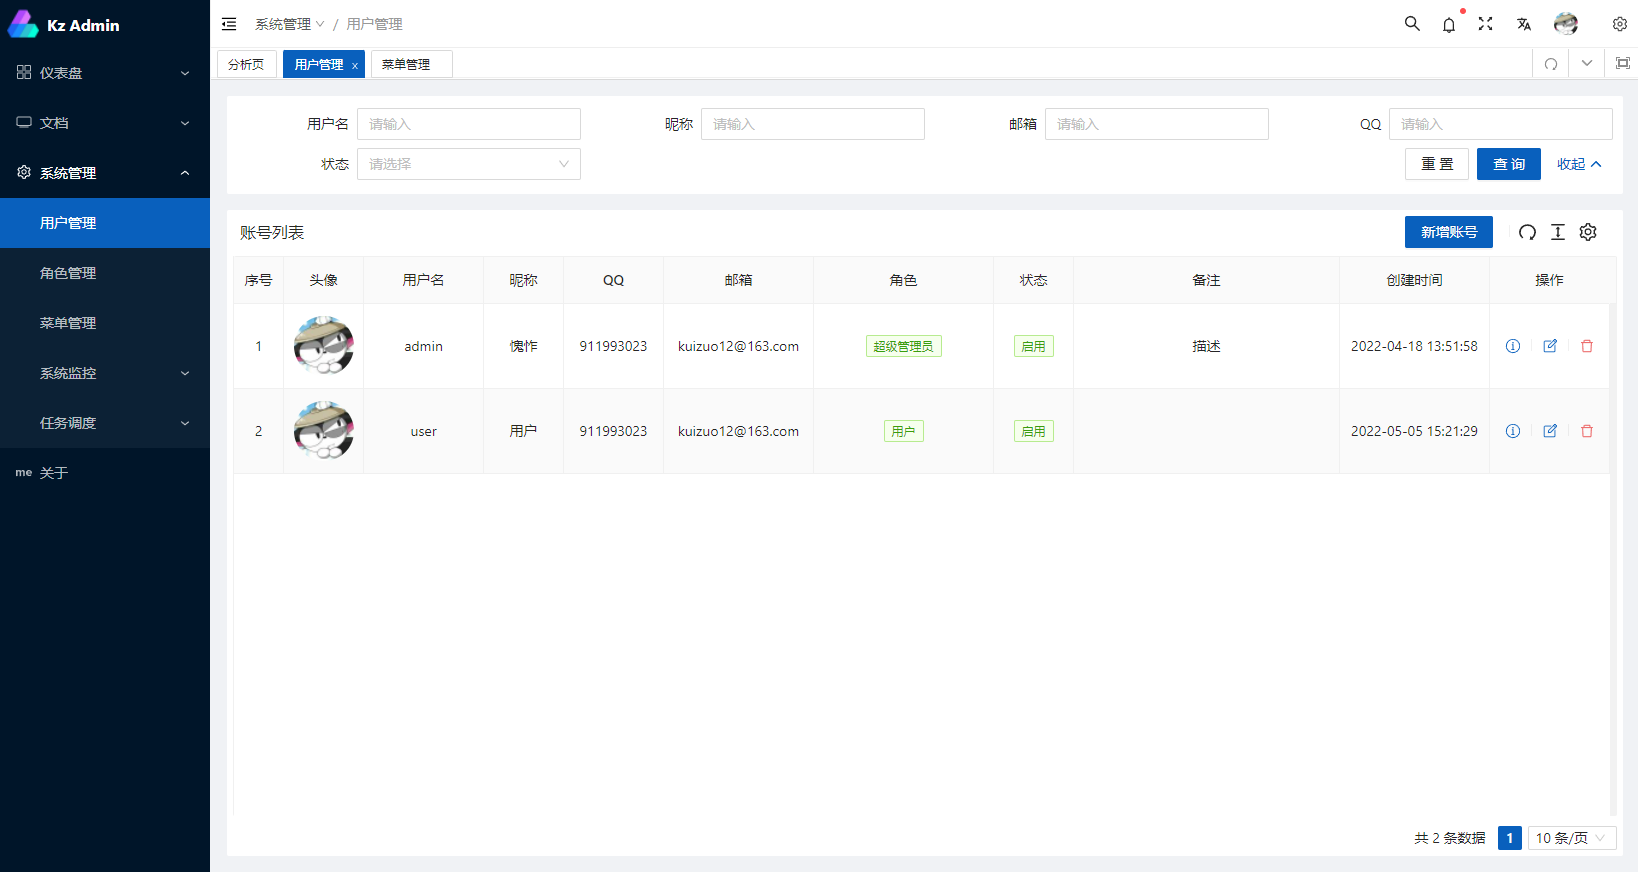 Kz Admin
系统管理 / 用户管理
仪表盘
文档
系统管理
用户管理
角色管理
菜单管理
系统监控
任务调度
me 关于
分析页 用户管理 x 菜单管理
用户名 请输入 昵称 请输入 邮箱 请输入 QQ 请输入
状态 请选择 重置 查询 收起
账号列表 新增账号
序号 头像 用户名 昵称 QQ 邮箱 角色 状态 备注 创建时间 操作
1 admin 愧怍 911993023 kuizuo12@163.com 超级管理员 启用 描述 2022-04-18 13:51:58
2 user 用户 911993023 kuizuo12@163.com 用户 启用 2022-05-05 15:21:29
共 2 条数据 1 10 条/页